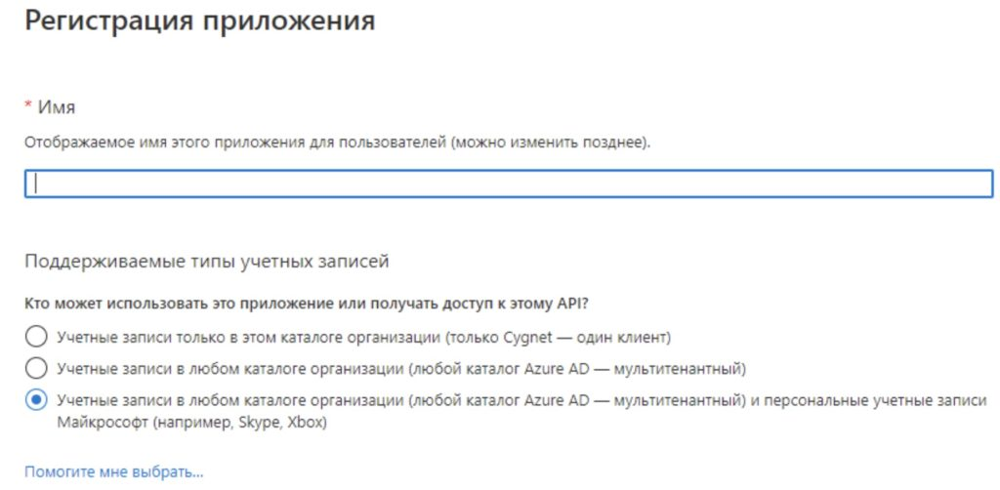 Регистрация приложения
* Имя
Отображаемое имя этого приложения для пользователей (можно изменить позднее).
Поддерживаемые типы учетных записей
Кто может использовать это приложение или получать доступ к этому API?
Учетные записи только в этом каталоге организации (только Cygnet — один клиент)
Учетные записи в любом каталоге организации (любой каталог Azure AD — мультитенантный)
Учетные записи в любом каталоге организации (любой каталог Azure AD — мультитенантный) и персональные учетные записи
Майкрософт (например, Skype, Xbox)
Помогите мне выбрать...